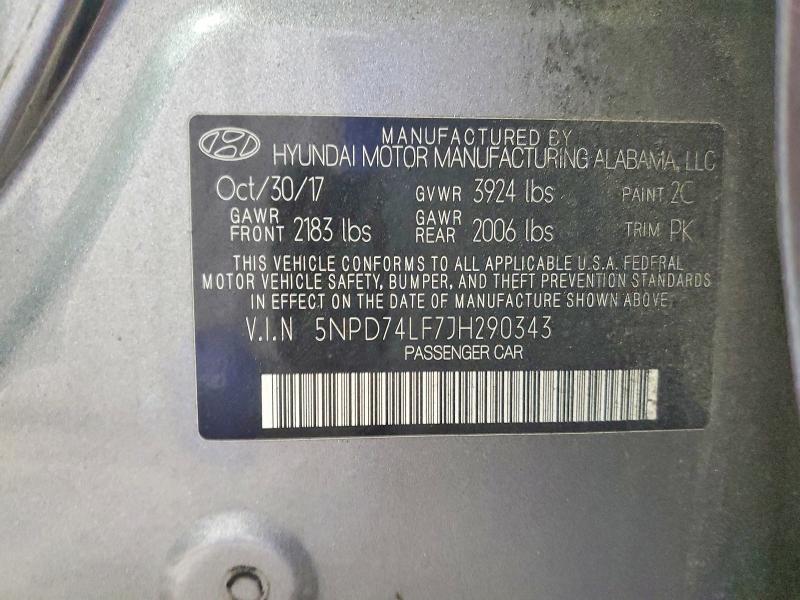 MANUFACTURED BY
HYUNDAI MOTOR MANUFACTURING ALABAMA, LLC
Oct/30/17 GVWR 3924 lbs PAINT 2C
GAWR FRONT 2183 lbs GAWR REAR 2006 lbs TRIM PK
THIS VEHICLE CONFORMS TO ALL APPLICABLE U.S.A. FEDERAL
MOTOR VEHICLE SAFETY, BUMPER, AND THEFT PREVENTION STANDARDS
IN EFFECT ON THE DATE OF MANUFACTURE SHOWN ABOVE.
V.I.N 5NPD74LF7JH290343
PASSENGER CAR